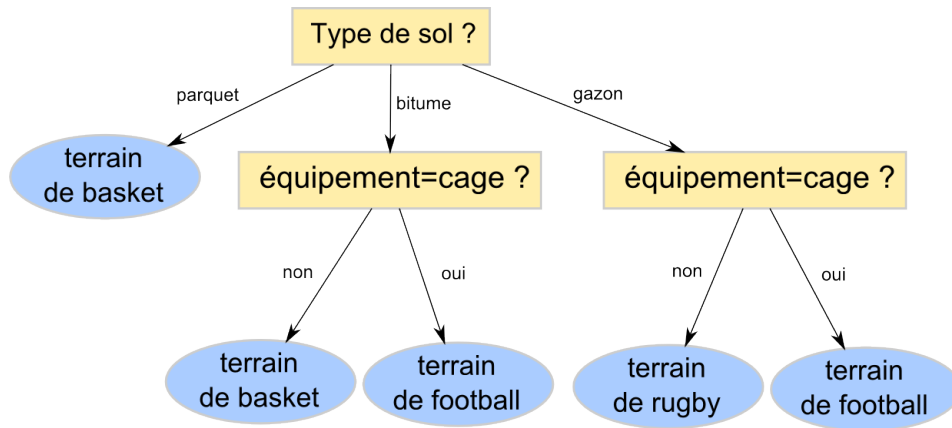 Type de sol ?
parquet
bitume
gazon
terrain
de basket
équipement=cage ?
équipement=cage ?
non
oui
non
oui
terrain
de basket
terrain
de football
terrain
de rugby
terrain
de football